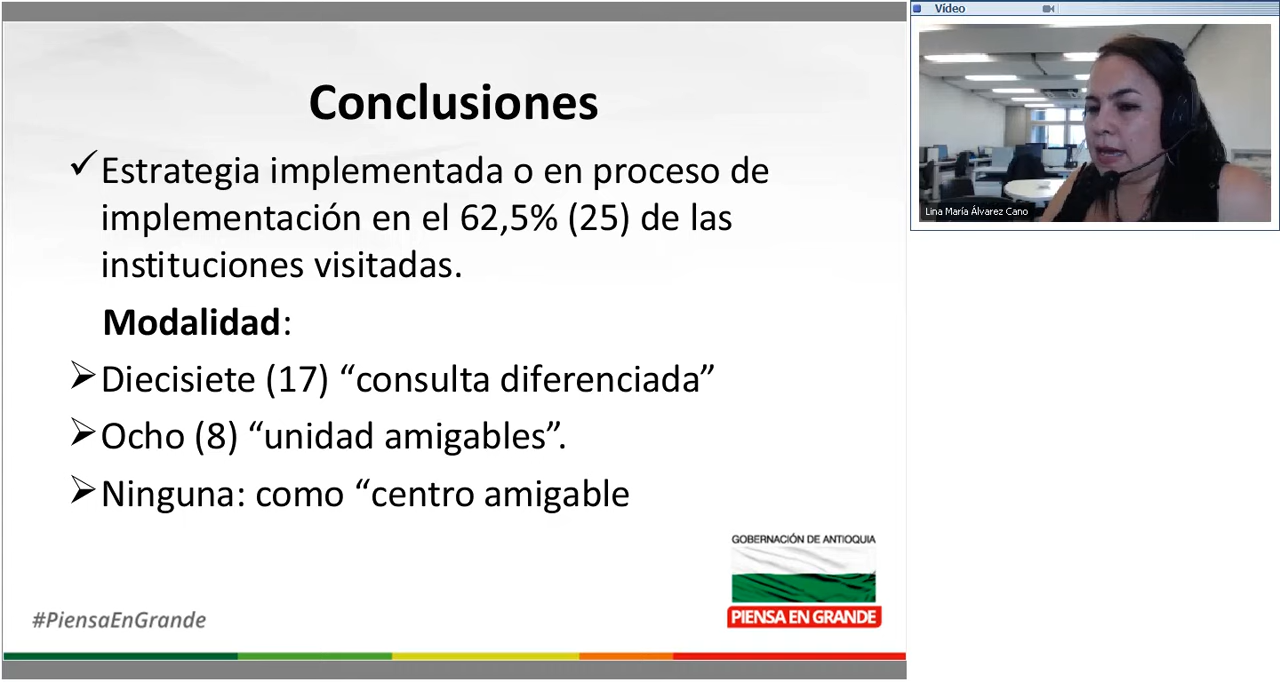 Conclusiones
Estrategia implementada o en proceso de
implementación en el 62,5% (25) de las
instituciones visitadas.
Modalidad:
Diecisiete (17) “consulta diferenciada”
Ocho (8) “unidad amigables”.
Ninguna: como “centro amigable
GOBERNACIÓN DE ANTIOQUIA
PIENSA EN GRANDE
#PiensaEnGrande
Vídeo
Lina María Álvarez Cano